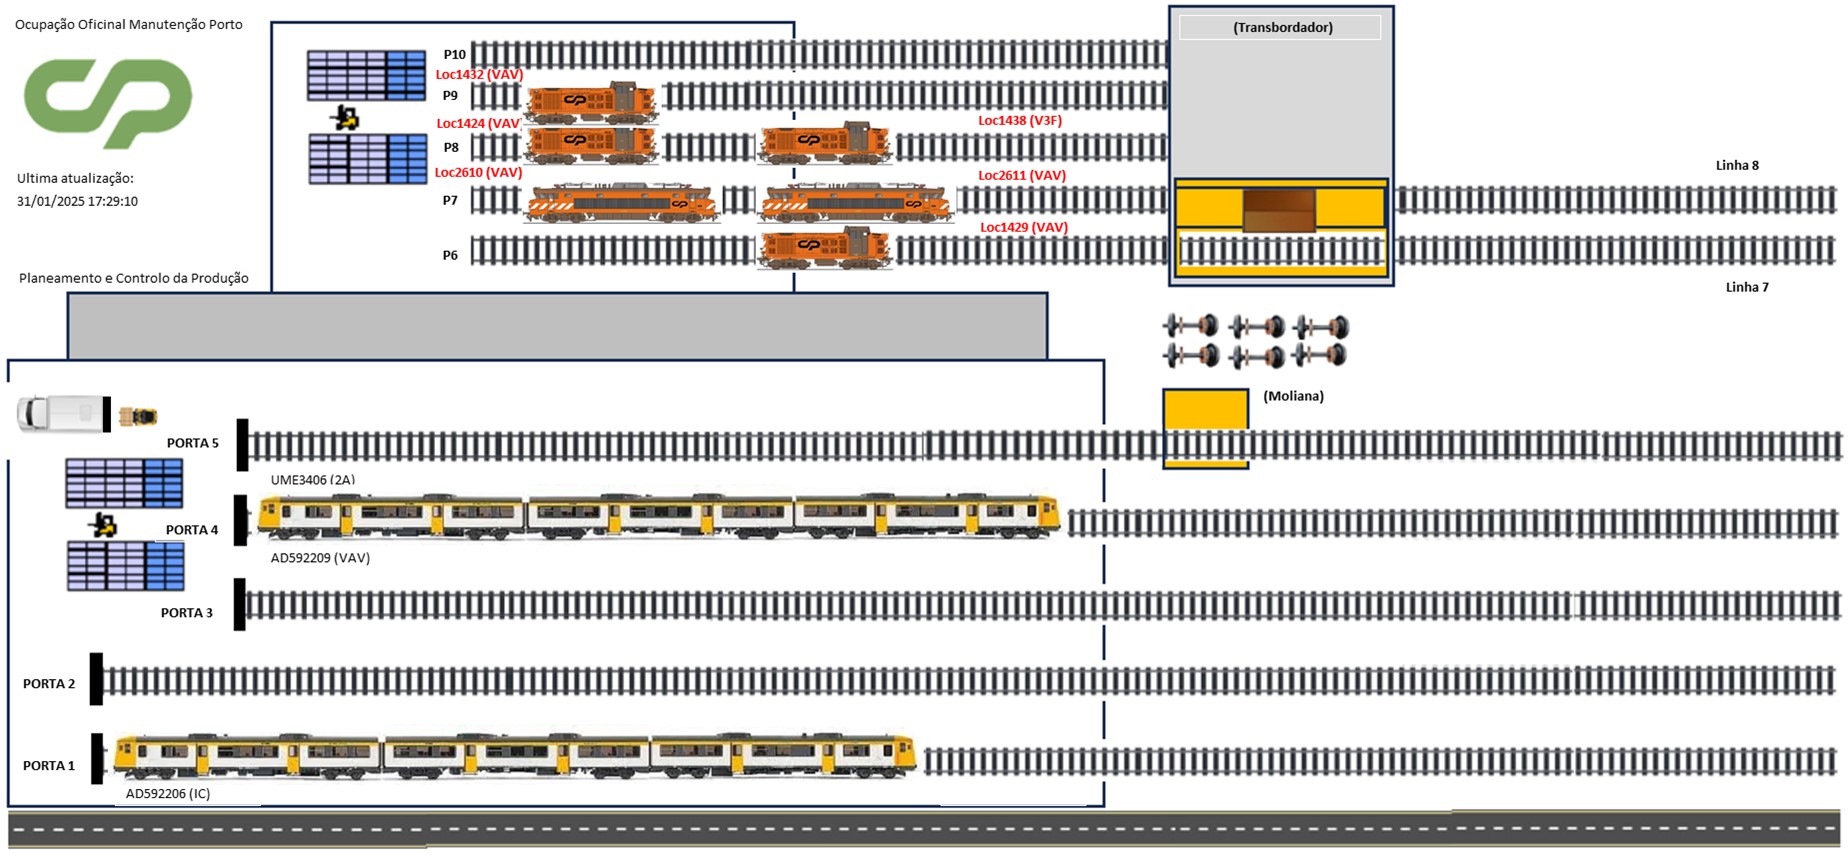 Ocupação Oficinal Manutenção Porto
CP
Ultima atualização:
31/01/2025 17:29:10
Planeamento e Controlo da Produção
(Transbordador)
P10
Loc1432 (VAV)
P9
Loc1424 (VAV)
Loc1438 (V3F)
P8
Loc2610 (VAV)
Loc2611 (VAV)
P7
Loc1429 (VAV)
P6
Linha 8
Linha 7
(Moliana)
PORTA 5
UME3406 (2A)
PORTA 4
AD592209 (VAV)
PORTA 3
PORTA 2
PORTA 1
AD592206 (IC)